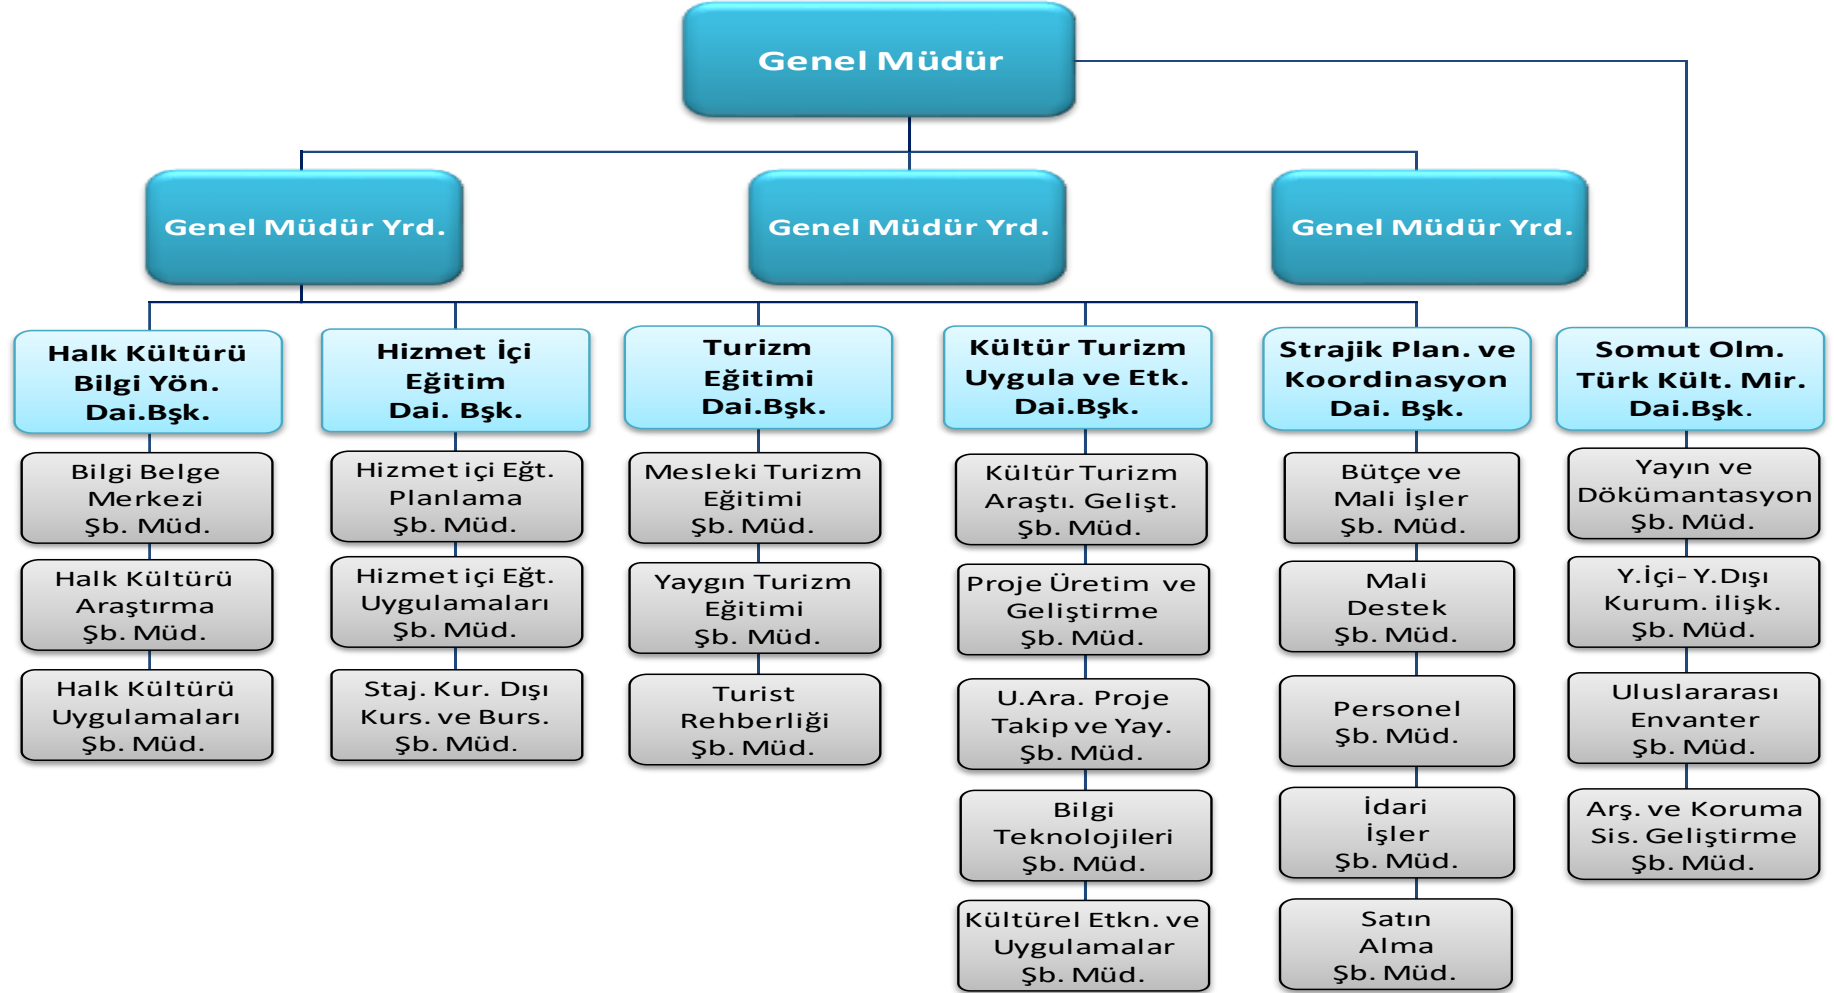 Genel Müdür
Genel Müdür Yrd.
Genel Müdür Yrd.
Genel Müdür Yrd.
Halk Kültürü
Bilgi Yön.
Dai.Bşk.
Hizmet İçi
Eğitim
Dai. Bşk.
Turizm
Eğitimi
Dai.Bşk.
Kültür Turizm
Uygula ve Etk.
Dai.Bşk.
Strajik Plan. ve
Koordinasyon
Dai. Bşk.
Somut Olm.
Türk Kült. Mir.
Dai.Bşk.
Bilgi Belge
Merkezi
Şb. Müd.
Halk Kültürü
Araştırma
Şb. Müd.
Halk Kültürü
Uygulamaları
Şb. Müd.
Hizmet içi Eğt.
Planlama
Şb. Müd.
Hizmet içi Eğt.
Uygulamaları
Şb. Müd.
Staj. Kur. Dışı
Kurs. ve Burs.
Şb. Müd.
Mesleki Turizm
Eğitimi
Şb. Müd.
Yaygın Turizm
Eğitimi
Şb. Müd.
Turist
Rehberliği
Şb. Müd.
Kültür Turizm
Araştı. Gelişt.
Şb. Müd.
Proje Üretim ve
Geliştirme
Şb. Müd.
U.Ara. Proje
Takip ve Yay.
Şb. Müd.
Bilgi
Teknolojileri
Şb. Müd.
Kültürel Etkn. ve
Uygulamalar
Şb. Müd.
Bütçe ve
Mali İşler
Şb. Müd.
Mali
Destek
Şb. Müd.
Personel
Şb. Müd.
İdari
İşler
Şb. Müd.
Satın
Alma
Şb. Müd.
Yayın ve
Dökümantasyon
Şb. Müd.
Y.İçi- Y.Dışı
Kurum. ilişk.
Şb. Müd.
Uluslararası
Envanter
Şb. Müd.
Arş. ve Koruma
Sis. Geliştirme
Şb. Müd.